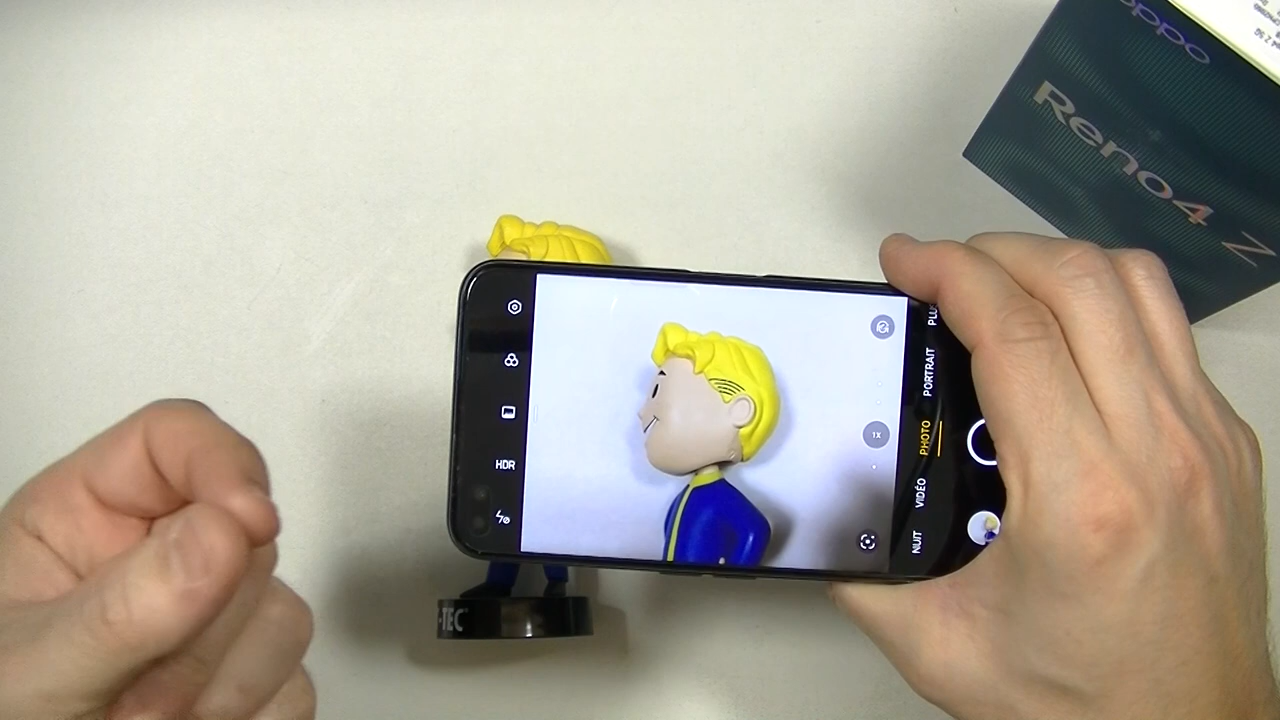 oppo
Reno4 Z
HDR
1X
PLUS
PORTRAIT
PHOTO
VIDÉO
NUIT
-TEC